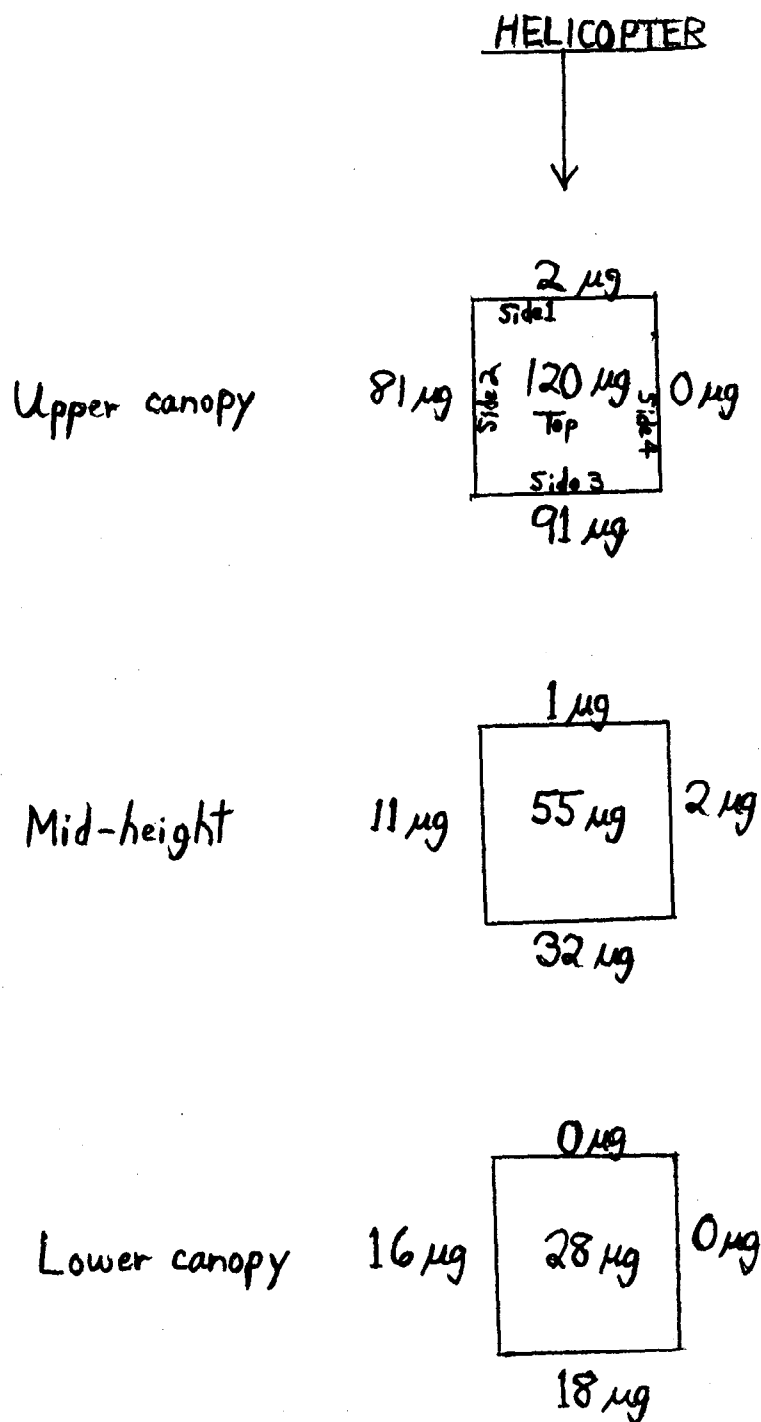 HELICOPTER
2 µg
Side 1
Upper canopy
81 µg
Side 2
120 µg
Top
Side 4
0 µg
Side 3
91 µg
1 µg
Mid-height
11 µg
55 µg
2 µg
32 µg
0 µg
Lower canopy
16 µg
28 µg
0 µg
18 µg